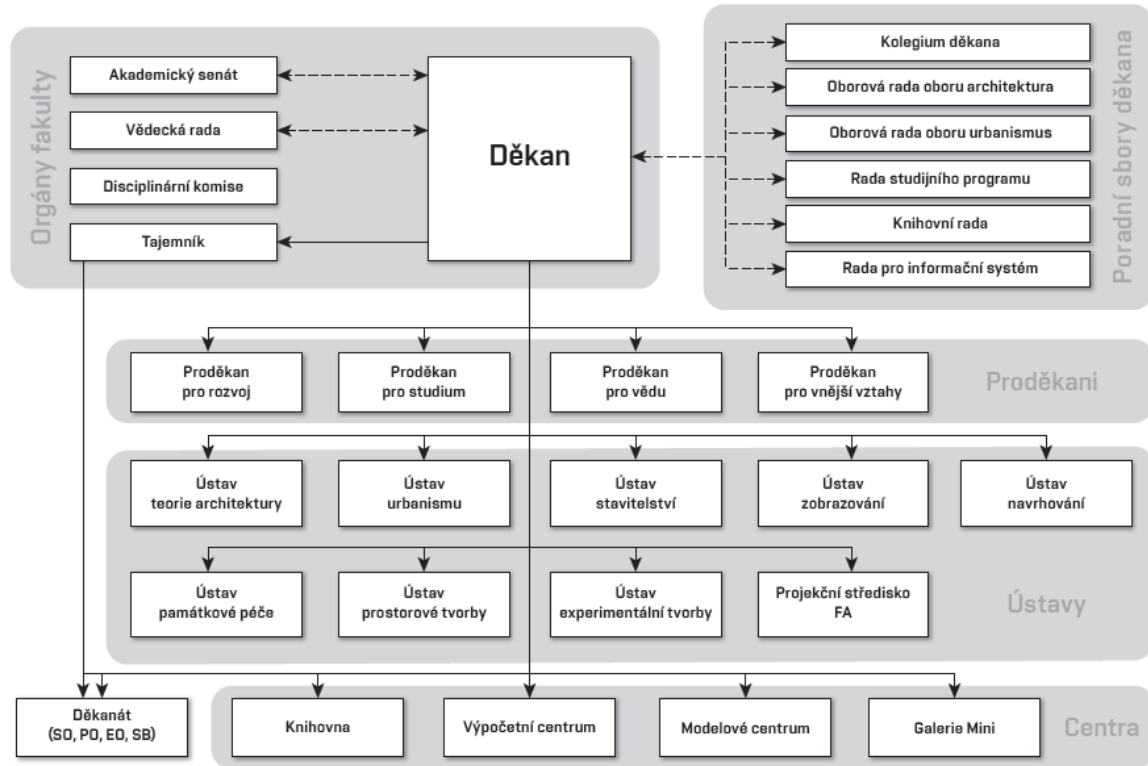 Orgány fakulty
Akademický senát
Vědecká rada
Disciplinární komise
Tajemník
Děkan
Kolegium děkana
Oborová rada oboru architektura
Oborová rada oboru urbanismus
Rada studijního programu
Knihovní rada
Rada pro informační systém
Poradní sbory děkana
Proděkan
pro rozvoj
Proděkan
pro studium
Proděkan
pro vědu
Proděkan
pro vnější vztahy
Proděkani
Ústav
teorie architektury
Ústav
urbanismu
Ústav
stavitelství
Ústav
zobrazování
Ústav
navrhování
Ústav
památkové péče
Ústav
prostorové tvorby
Ústav
experimentální tvorby
Projekční středisko
FA
Ústavy
Děkanát
(SO, PO, EO, SB)
Knihovna
Výpočetní centrum
Modelové centrum
Galerie Mini
Centra